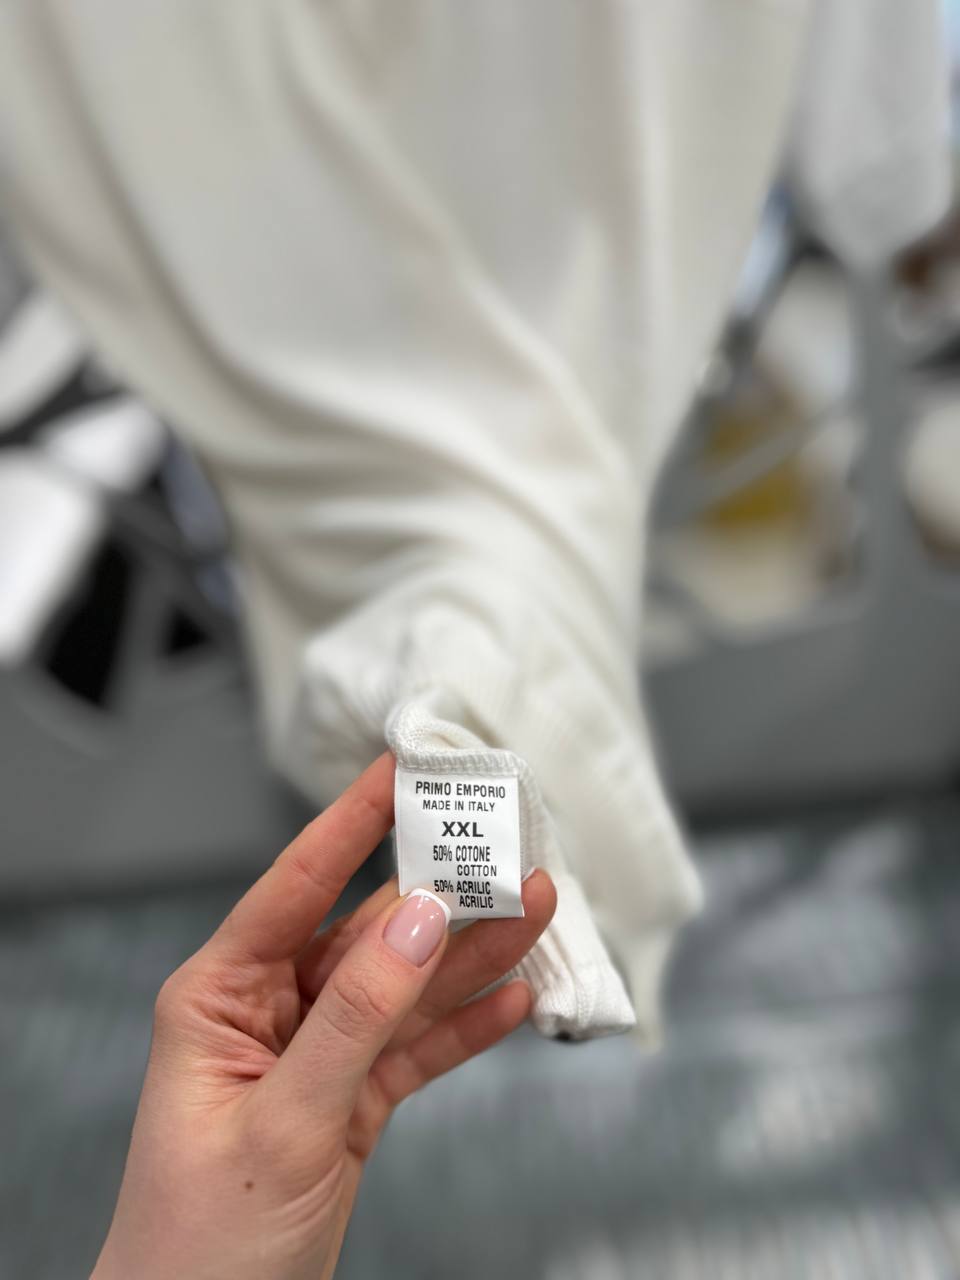 PRIMO EMPORIO
MADE IN ITALY
XXL
50% COTONE
COTTON
50% ACRILIC
ACRILIC